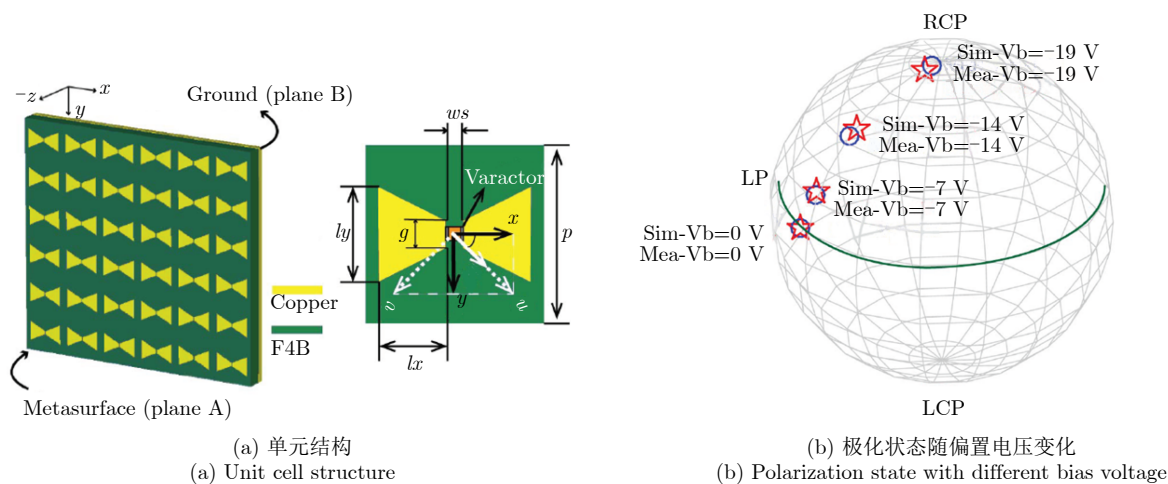 −z
x
y
Ground (plane B)
Metasurface (plane A)
Copper
F4B
ws
Varactor
ly
g
x
p
v
y
u
lx
(a) 单元结构
(a) Unit cell structure
RCP
Sim-Vb=−19 V
Mea-Vb=−19 V
Sim-Vb=−14 V
Mea-Vb=−14 V
LP
Sim-Vb=−7 V
Mea-Vb=−7 V
Sim-Vb=0 V
Mea-Vb=0 V
LCP
(b) 极化状态随偏置电压变化
(b) Polarization state with different bias voltage